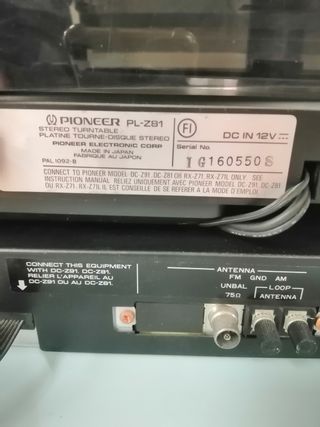 PIONEER PL-Z81
STEREO TURNTABLE
PLATINE TOURNE-DISQUE STEREO
PIONEER ELECTRONIC CORP
MADE IN JAPAN
FABRIQUE AU JAPON
PAL 1092-B
FI
DC IN 12V
Serial No.
IG160550S
CONNECT TO PIONEER MODEL- DC-Z91. DC-Z81 OR RX-Z71. RX-Z71L ONLY. SEE
INSTRUCTION MANUAL RELIEZ UNIQUEMENT AVEC PIONEER MODEL- DC-Z91. DC-Z81
OU RX-Z71. RX-Z71L IL EST CONSEILLE DE SE REFERER A LA MODE D'EMPLOI.
CONNECT THIS EQUIPMENT
WITH DC-Z91. DC-Z81.
RELIER L'APPAREIL AU
DC-Z91 OU AU DC-Z81.
ANTENNA
FM GND AM
UNBAL
75Ω
LOOP
ANTENNA